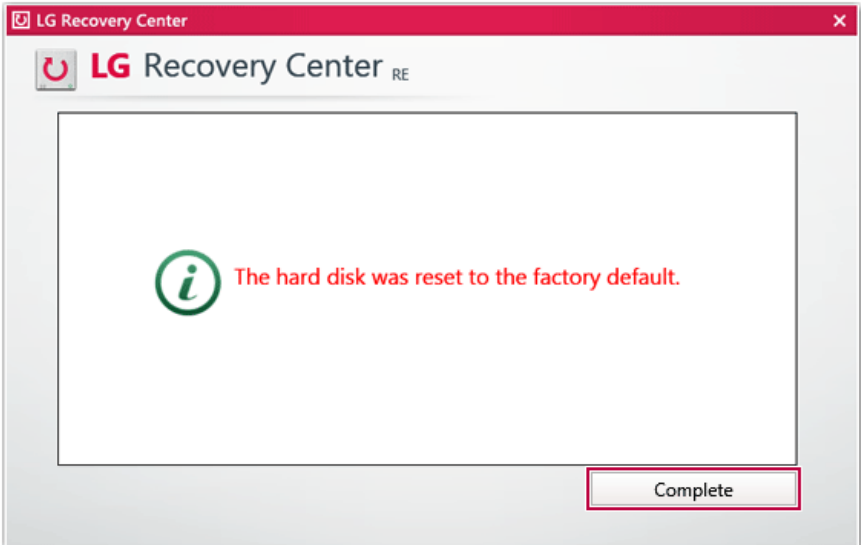 LG Recovery Center
LG Recovery Center RE
The hard disk was reset to the factory default.
Complete